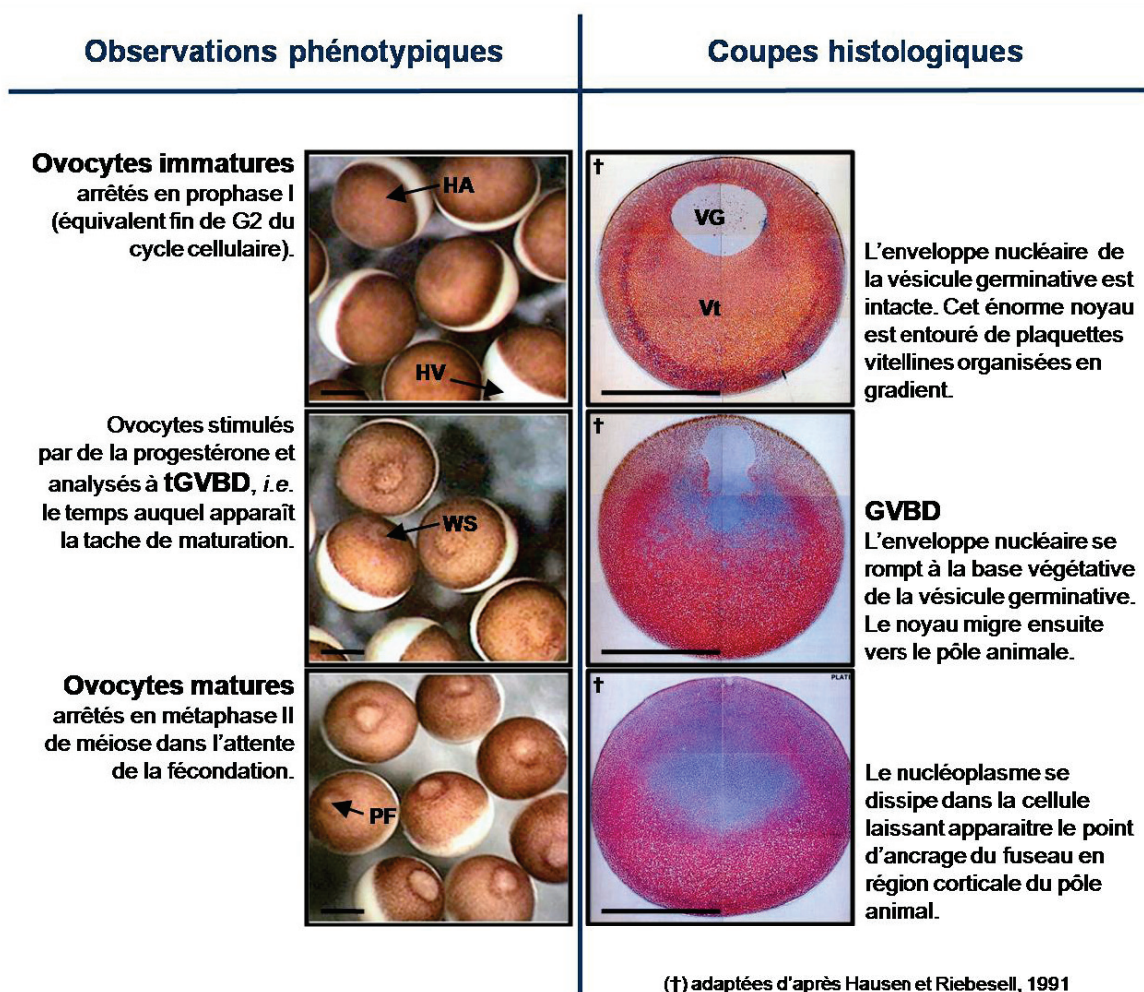 Observations phénotypiques
Coupes histologiques
Ovocytes immatures
arrêtés en prophase I
(équivalent fin de G2 du
cycle cellulaire).
HA
HV
†
VG
Vt
L'enveloppe nucléaire de
la vésicule germinative est
intacte. Cet énorme noyau
est entouré de plaquettes
vitellines organisées en
gradient.
Ovocytes stimulés
par de la progestérone et
analysés à tGVBD, i.e.
le temps auquel apparaît
la tache de maturation.
WS
†
GVBD
L'enveloppe nucléaire se
rompt à la base végétative
de la vésicule germinative.
Le noyau migre ensuite
vers le pôle animale.
Ovocytes matures
arrêtés en métaphase II
de méiose dans l'attente
de la fécondation.
PF
†
PLATE
Le nucléoplasme se
dissipe dans la cellule
laissant apparaitre le point
d'ancrage du fuseau en
région corticale du pôle
animal.
(†) adaptées d'après Hausen et Riebesell, 1991